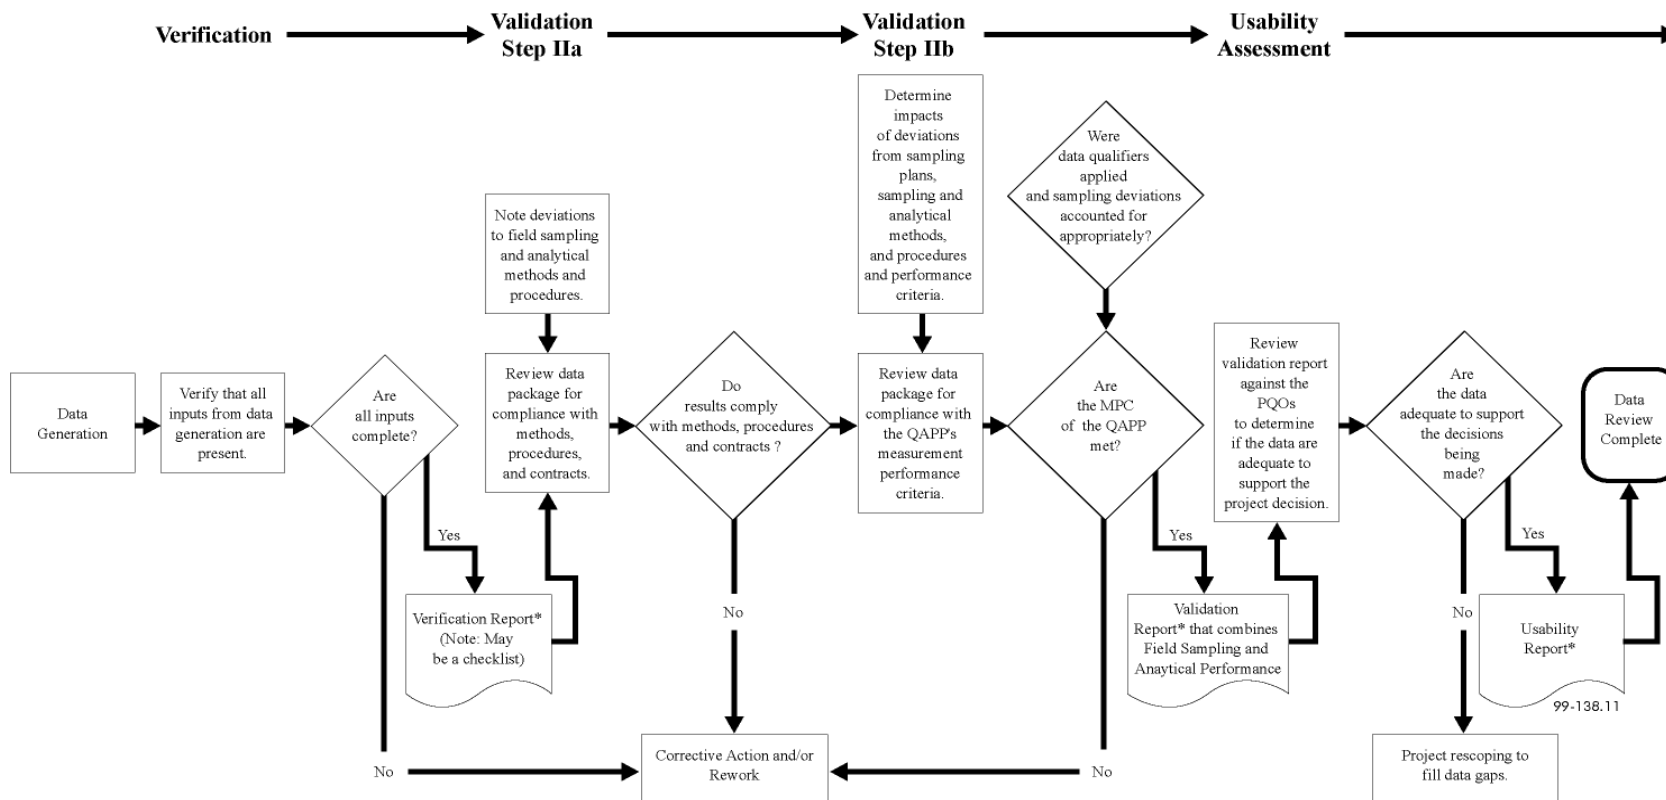 Verification
Validation
Step IIa
Validation
Step IIb
Usability
Assessment
Data
Generation
Verify that all
inputs from data
generation are
present.
Are
all inputs
complete?
Yes
No
Verification Report*
(Note: May
be a checklist)
Note deviations
to field sampling
and analytical
methods and
procedures.
Review data
package for
compliance with
methods,
procedures,
and contracts.
Do
results comply
with methods, procedures
and contracts ?
No
Corrective Action and/or
Rework
Determine
impacts
of deviations
from sampling
plans,
sampling and
analytical
methods,
and procedures
and performance
criteria.
Review data
package for
compliance with
the QAPP's
measurement
performance
criteria.
Were
data qualifiers
applied
and sampling deviations
accounted for
appropriately?
Are
the MPC
of the QAPP
met?
Yes
No
Validation
Report* that combines
Field Sampling and
Anaytical Performance
Review
validation report
against the
PQOs
to determine
if the data are
adequate to
support the
project decision.
Are
the data
adequate to support
the decisions
being
made?
Yes
No
Usability
Report*
99-138.11
Project rescoping to
fill data gaps.
Data
Review
Complete